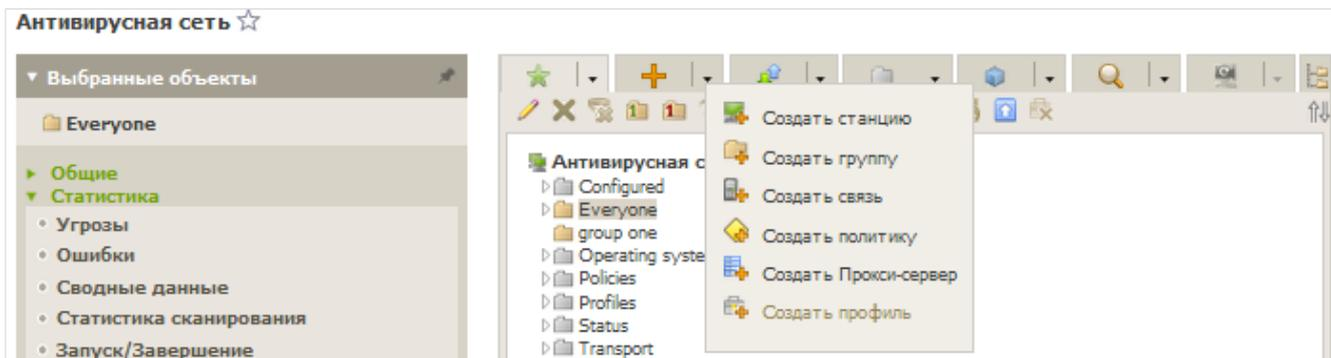 Антивирусная сеть
Выбранные объекты
Everyone
Общие
Статистика
Угрозы
Ошибки
Сводные данные
Статистика сканирования
Запуск/Завершение
Антивирусная с
Configured
Everyone
group one
Operating syste
Policies
Profiles
Status
Transport
Создать станцию
Создать группу
Создать связь
Создать политику
Создать Прокси-сервер
Создать профиль